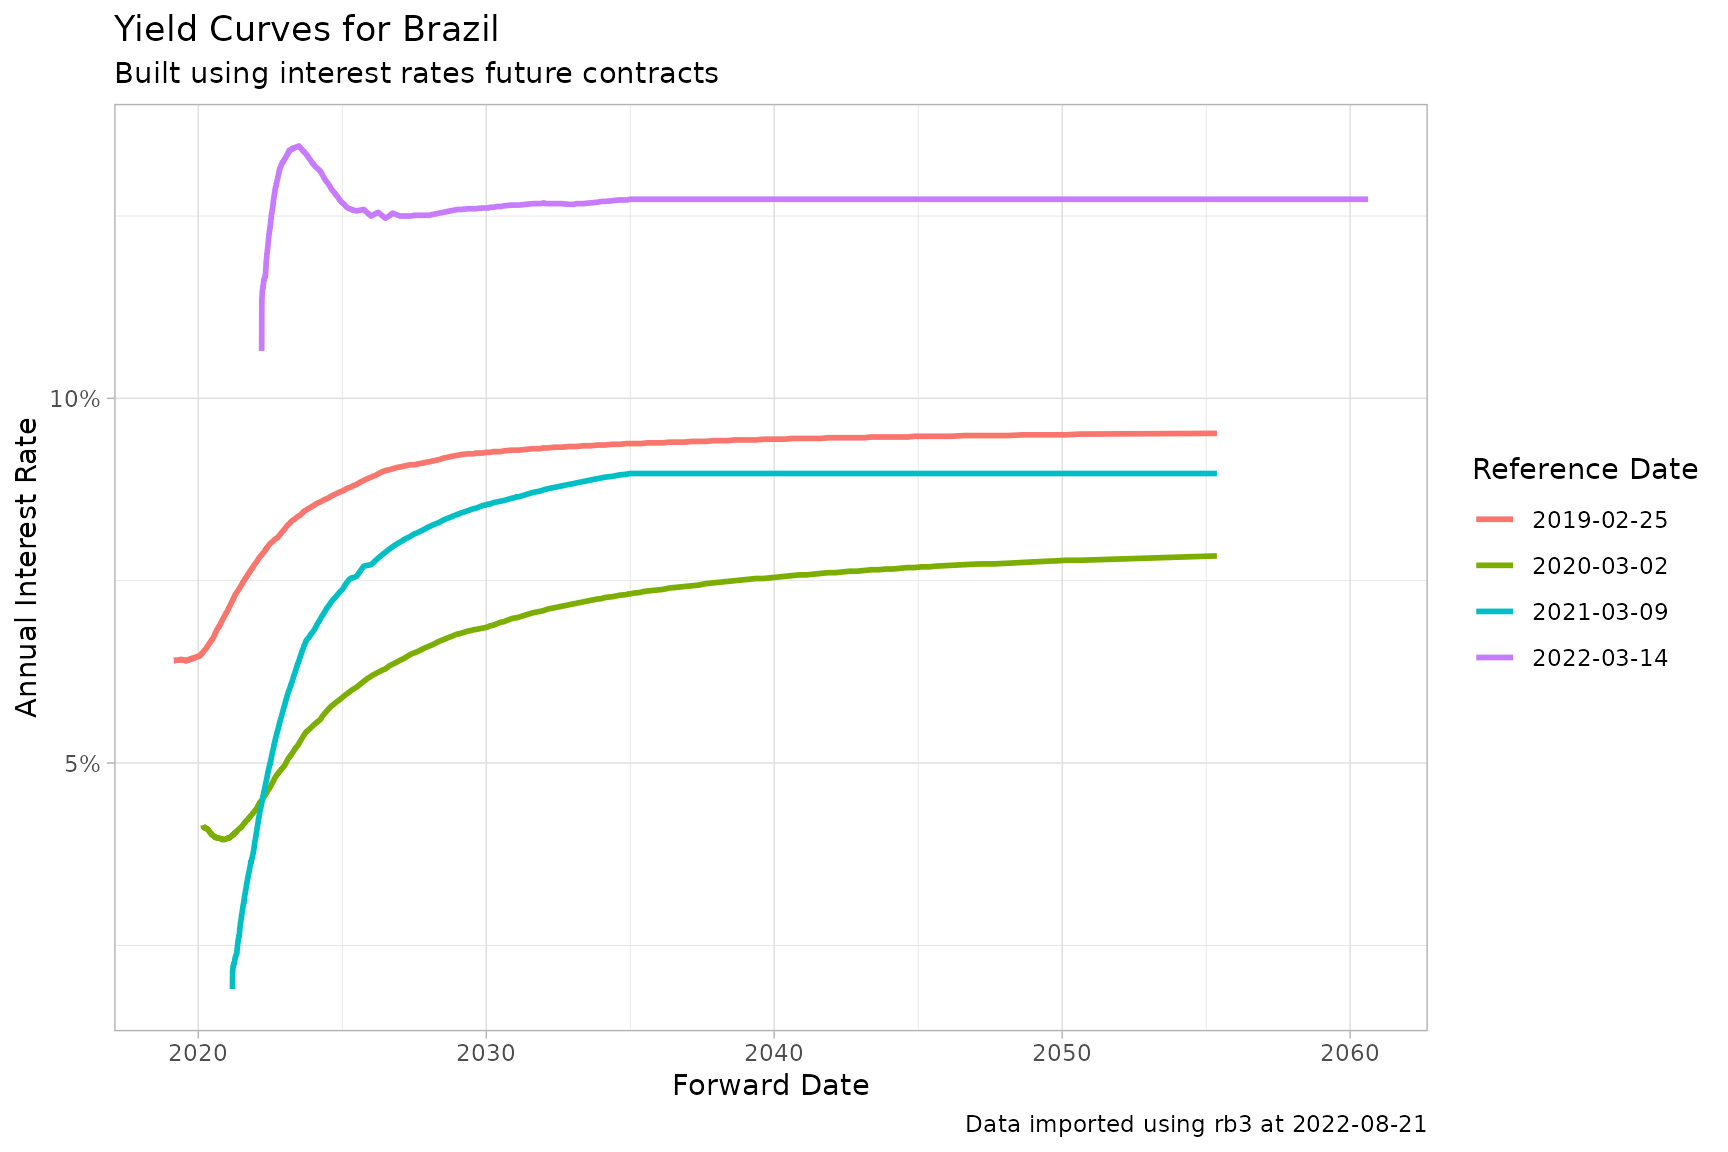 Yield Curves for Brazil
Built using interest rates future contracts
Annual Interest Rate
10%
5%
2020
2030
2040
2050
2060
Forward Date
Reference Date
2019-02-25
2020-03-02
2021-03-09
2022-03-14
Data imported using rb3 at 2022-08-21